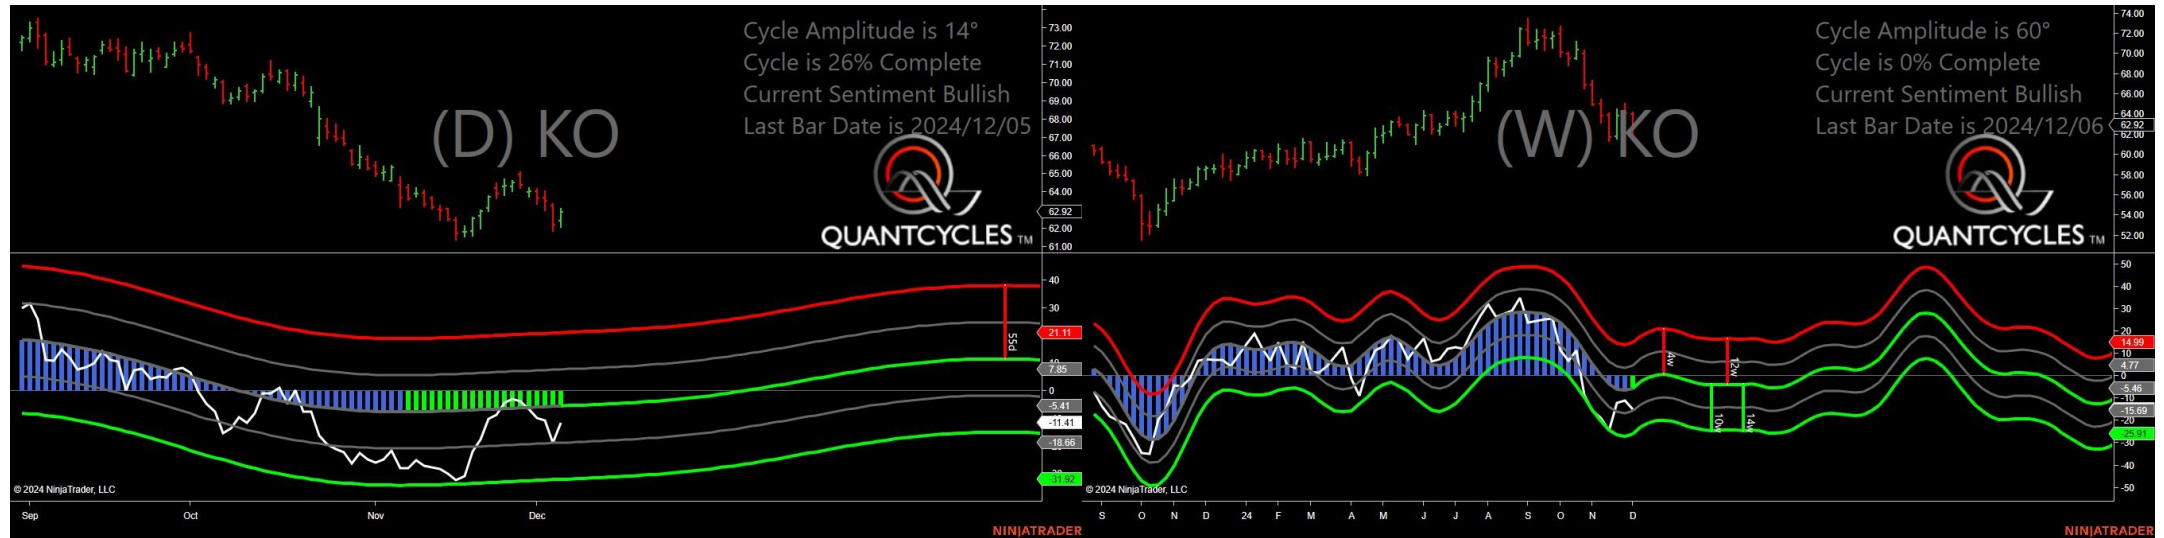 Cycle Amplitude is 14°
Cycle is 26% Complete
Current Sentiment Bullish
Last Bar Date is 2024/12/05
(D) KO
QUANTCYCLES TM
73.00
72.00
71.00
70.00
69.00
68.00
67.00
66.00
65.00
64.00
62.92
62.00
61.00
40
30
21.11
7.85
0
-5.41
-11.41
-18.66
-31.92
55d
© 2024 NinjaTrader, LLC
Sep Oct Nov Dec
NINJATRADER
Cycle Amplitude is 60°
Cycle is 0% Complete
Current Sentiment Bullish
Last Bar Date is 2024/12/06
(W) KO
QUANTCYCLES TM
74.00
72.00
70.00
68.00
66.00
64.00
62.92
62.00
60.00
58.00
56.00
54.00
52.00
50
40
30
20
14.99
10
4.77
0
-5.46
-10
-15.69
-20
-25.91
-30
-40
-50
4w
12w
10w
14w
© 2024 NinjaTrader, LLC
S O N D 24 F M A M J J A S O N D
NINJATRADER